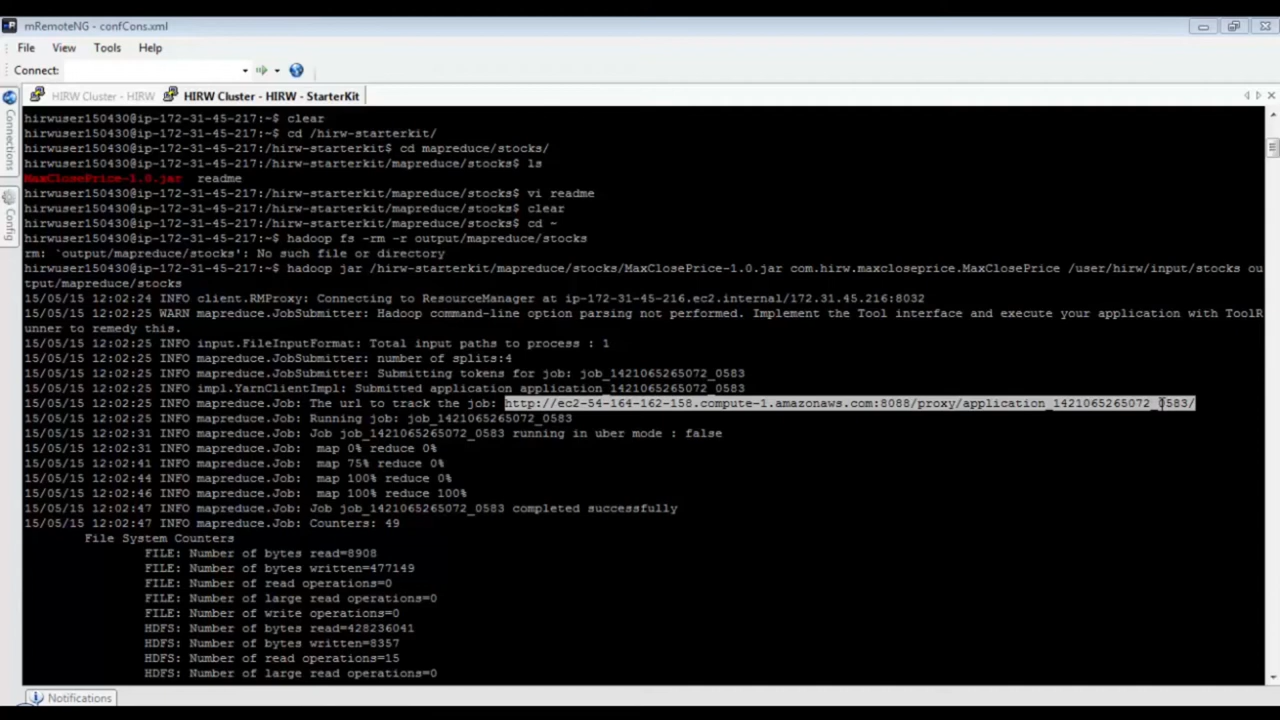 mRemoteNG - confCons.xml
File View Tools Help
Connect:
HIRW Cluster - HIRW
HIRW Cluster - HIRW - StarterKit
Connections
Config
hirwuser150430@ip-172-31-45-217:~$ clear
hirwuser150430@ip-172-31-45-217:~$ cd /hirw-starterkit/
hirwuser150430@ip-172-31-45-217:/hirw-starterkit$ cd mapreduce/stocks/
hirwuser150430@ip-172-31-45-217:/hirw-starterkit/mapreduce/stocks$ ls
MaxClosePrice-1.0.jar readme
hirwuser150430@ip-172-31-45-217:/hirw-starterkit/mapreduce/stocks$ vi readme
hirwuser150430@ip-172-31-45-217:/hirw-starterkit/mapreduce/stocks$ clear
hirwuser150430@ip-172-31-45-217:/hirw-starterkit/mapreduce/stocks$ cd ~
hirwuser150430@ip-172-31-45-217:~$ hadoop fs -rm -r output/mapreduce/stocks
rm: `output/mapreduce/stocks': No such file or directory
hirwuser150430@ip-172-31-45-217:~$ hadoop jar /hirw-starterkit/mapreduce/stocks/MaxClosePrice-1.0.jar com.hirw.maxcloseprice.MaxClosePrice /user/hirw/input/stocks ou
tput/mapreduce/stocks
15/05/15 12:02:24 INFO client.RMProxy: Connecting to ResourceManager at ip-172-31-45-216.ec2.internal/172.31.45.216:8032
15/05/15 12:02:25 WARN mapreduce.JobSubmitter: Hadoop command-line option parsing not performed. Implement the Tool interface and execute your application with ToolR
unner to remedy this.
15/05/15 12:02:25 INFO input.FileInputFormat: Total input paths to process : 1
15/05/15 12:02:25 INFO mapreduce.JobSubmitter: number of splits:4
15/05/15 12:02:25 INFO mapreduce.JobSubmitter: Submitting tokens for job: job_1421065265072_0583
15/05/15 12:02:25 INFO impl.YarnClientImpl: Submitted application application_1421065265072_0583
15/05/15 12:02:25 INFO mapreduce.Job: The url to track the job: http://ec2-54-164-162-158.compute-1.amazonaws.com:8088/proxy/application_1421065265072_0583/
15/05/15 12:02:25 INFO mapreduce.Job: Running job: job_1421065265072_0583
15/05/15 12:02:31 INFO mapreduce.Job: Job job_1421065265072_0583 running in uber mode : false
15/05/15 12:02:31 INFO mapreduce.Job: map 0% reduce 0%
15/05/15 12:02:41 INFO mapreduce.Job: map 75% reduce 0%
15/05/15 12:02:44 INFO mapreduce.Job: map 100% reduce 0%
15/05/15 12:02:46 INFO mapreduce.Job: map 100% reduce 100%
15/05/15 12:02:47 INFO mapreduce.Job: Job job_1421065265072_0583 completed successfully
15/05/15 12:02:47 INFO mapreduce.Job: Counters: 49
File System Counters
FILE: Number of bytes read=8908
FILE: Number of bytes written=477149
FILE: Number of read operations=0
FILE: Number of large read operations=0
FILE: Number of write operations=0
HDFS: Number of bytes read=428236041
HDFS: Number of bytes written=8357
HDFS: Number of read operations=15
HDFS: Number of large read operations=0
Notifications